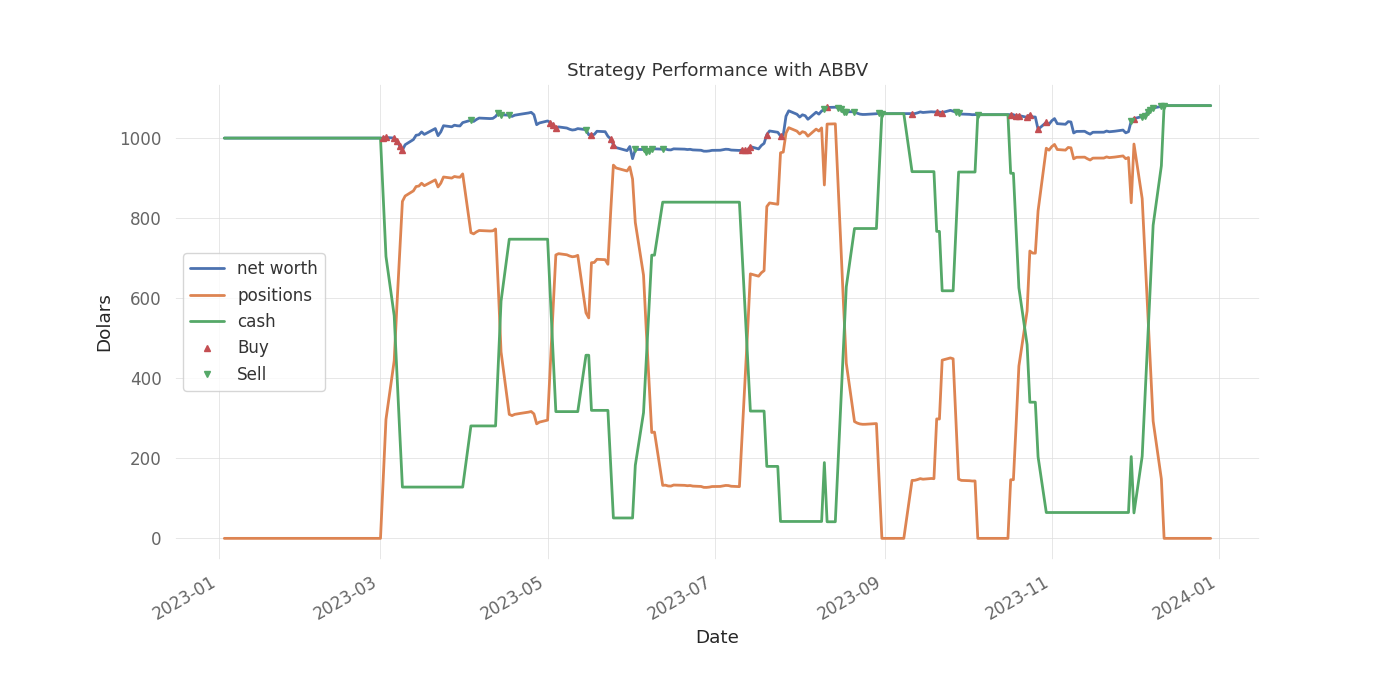 Strategy Performance with ABBV
1000
800
600
400
200
0
Dolars
net worth
positions
cash
Buy
Sell
2023-01
2023-03
2023-05
2023-07
2023-09
2023-11
2024-01
Date